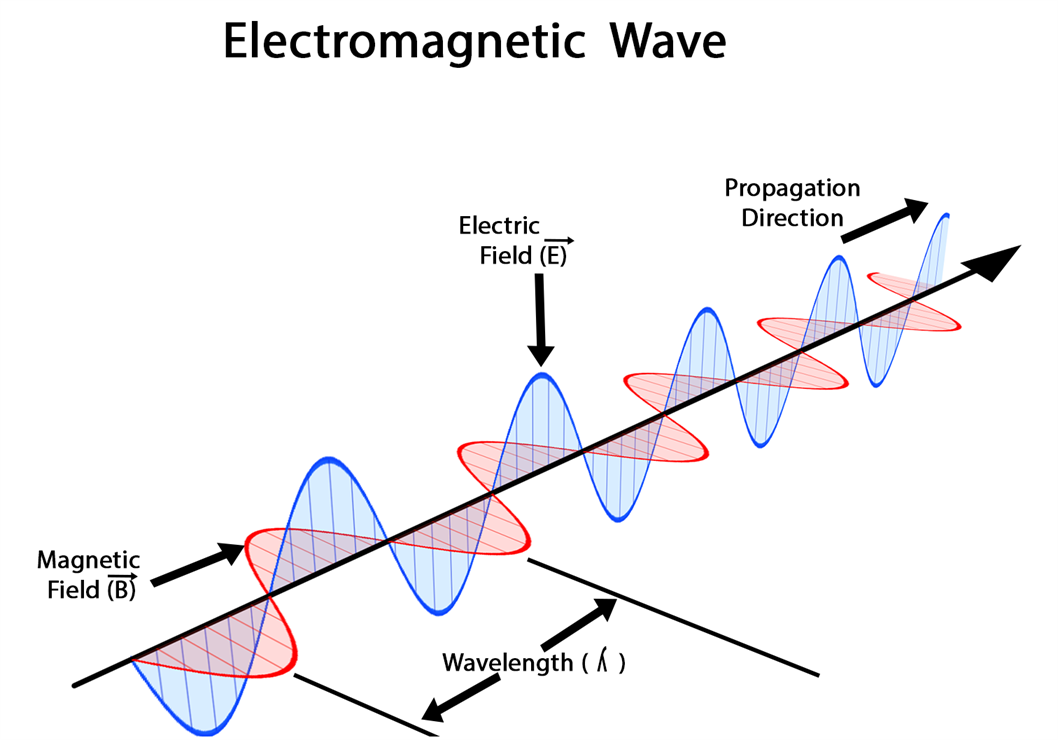 Electromagnetic Wave
Propagation
Direction
Electric
Field (E⃗)
Magnetic
Field (B⃗)
Wavelength ( λ )